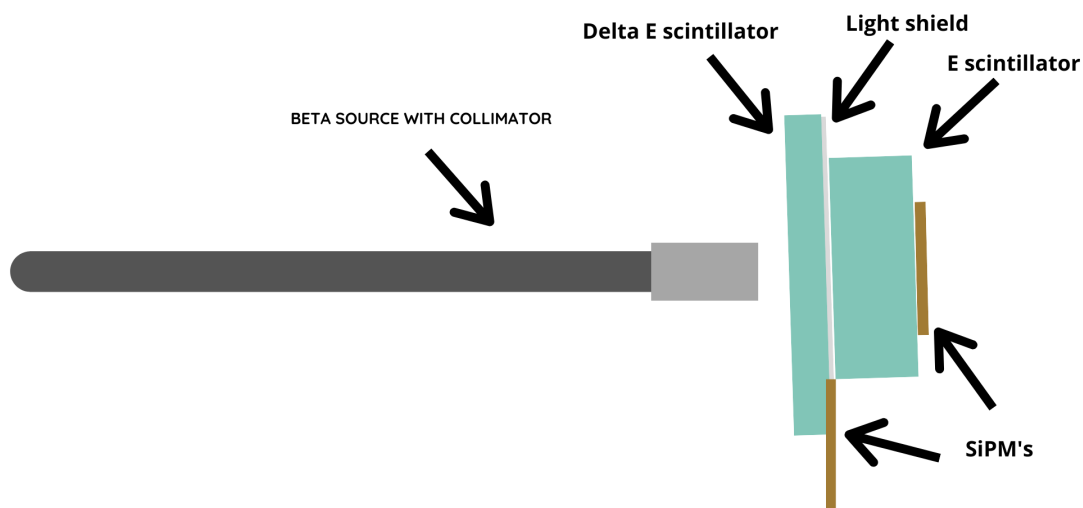 Light shield
Delta E scintillator
E scintillator
BETA SOURCE WITH COLLIMATOR
SiPM's